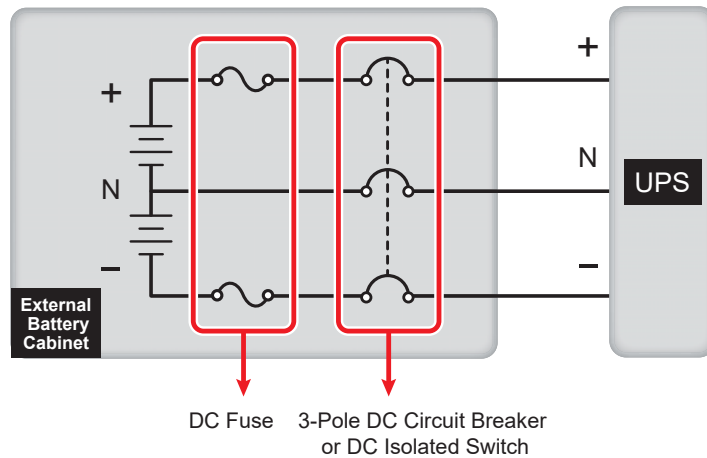 +
+
N
N
UPS
–
–
External
Battery
Cabinet
DC Fuse
3-Pole DC Circuit Breaker
or DC Isolated Switch